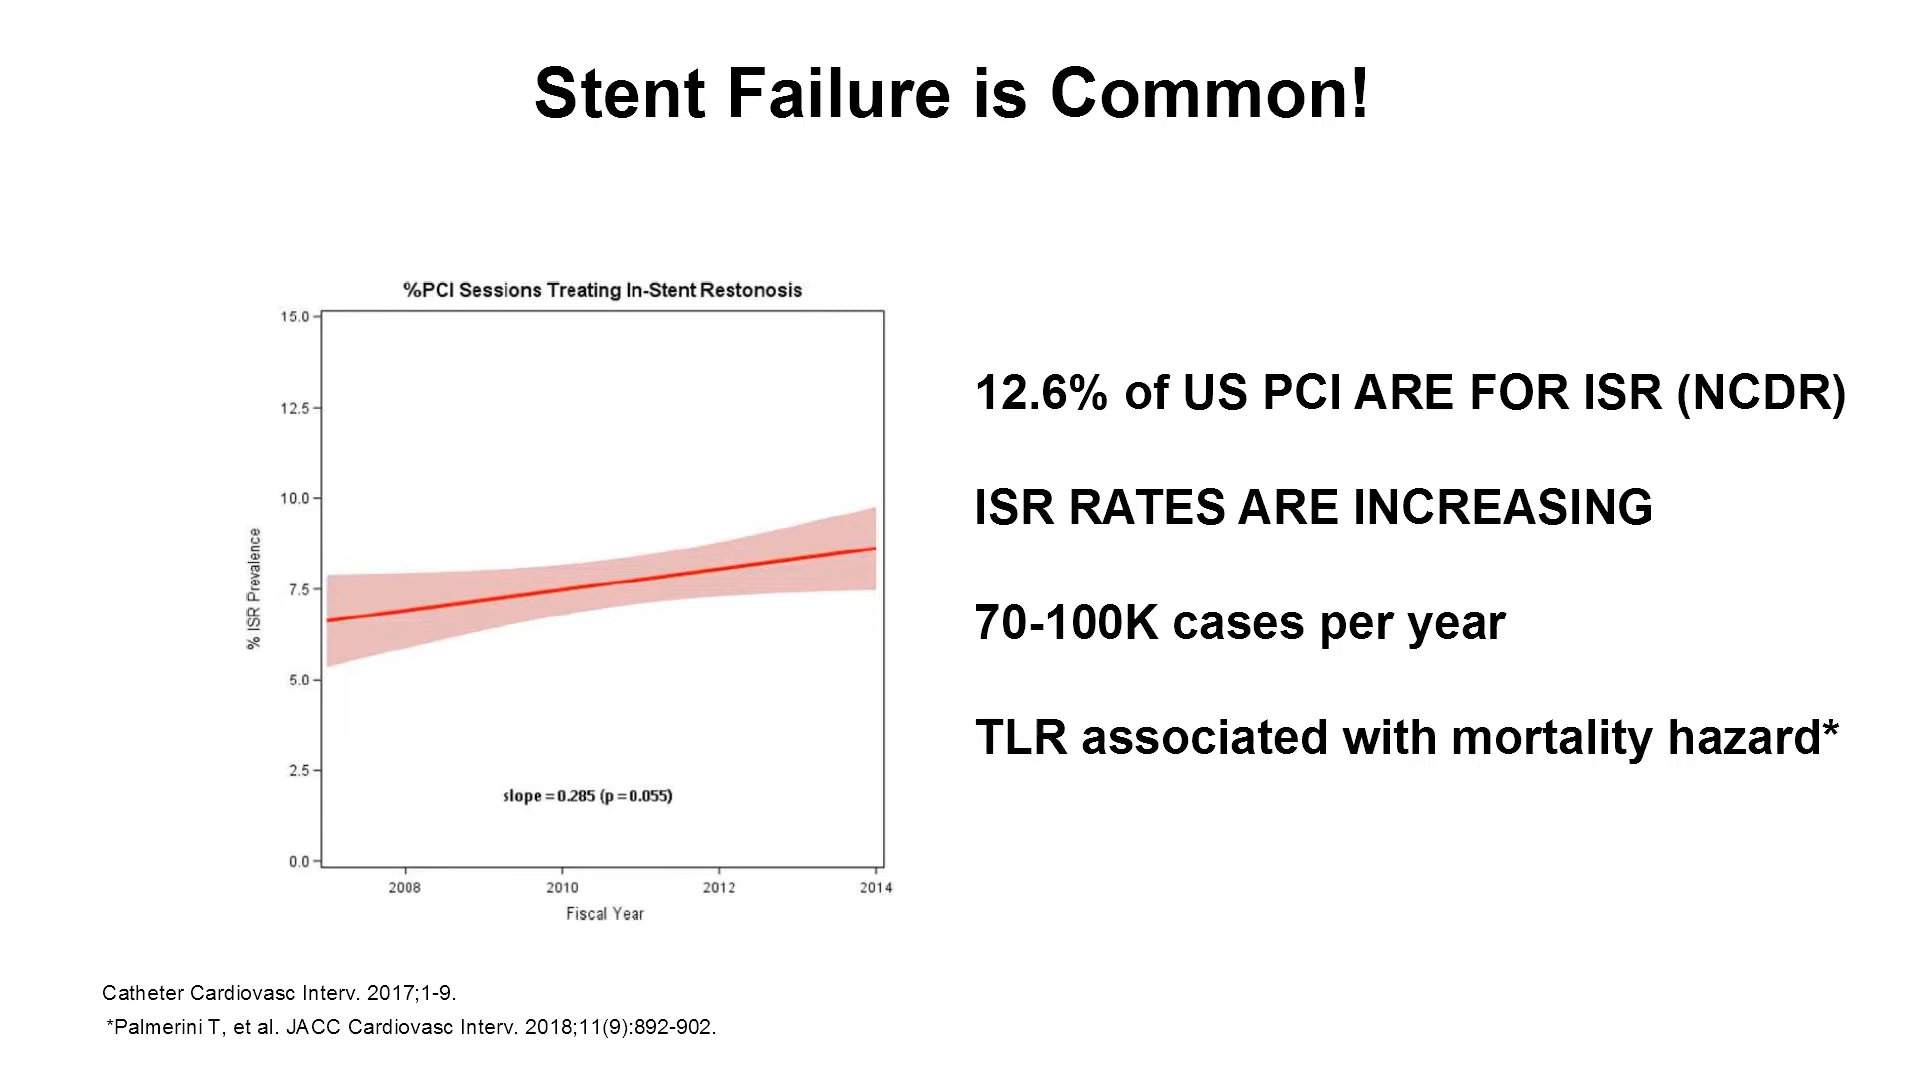 Stent Failure is Common!
%PCI Sessions Treating In-Stent Restonosis
15.0
12.5
10.0
7.5
5.0
2.5
0.0
% ISR Prevalence
slope = 0.285 (p = 0.055)
2008 2010 2012 2014
Fiscal Year
12.6% of US PCI ARE FOR ISR (NCDR)
ISR RATES ARE INCREASING
70-100K cases per year
TLR associated with mortality hazard*
Catheter Cardiovasc Interv. 2017;1-9.
*Palmerini T, et al. JACC Cardiovasc Interv. 2018;11(9):892-902.